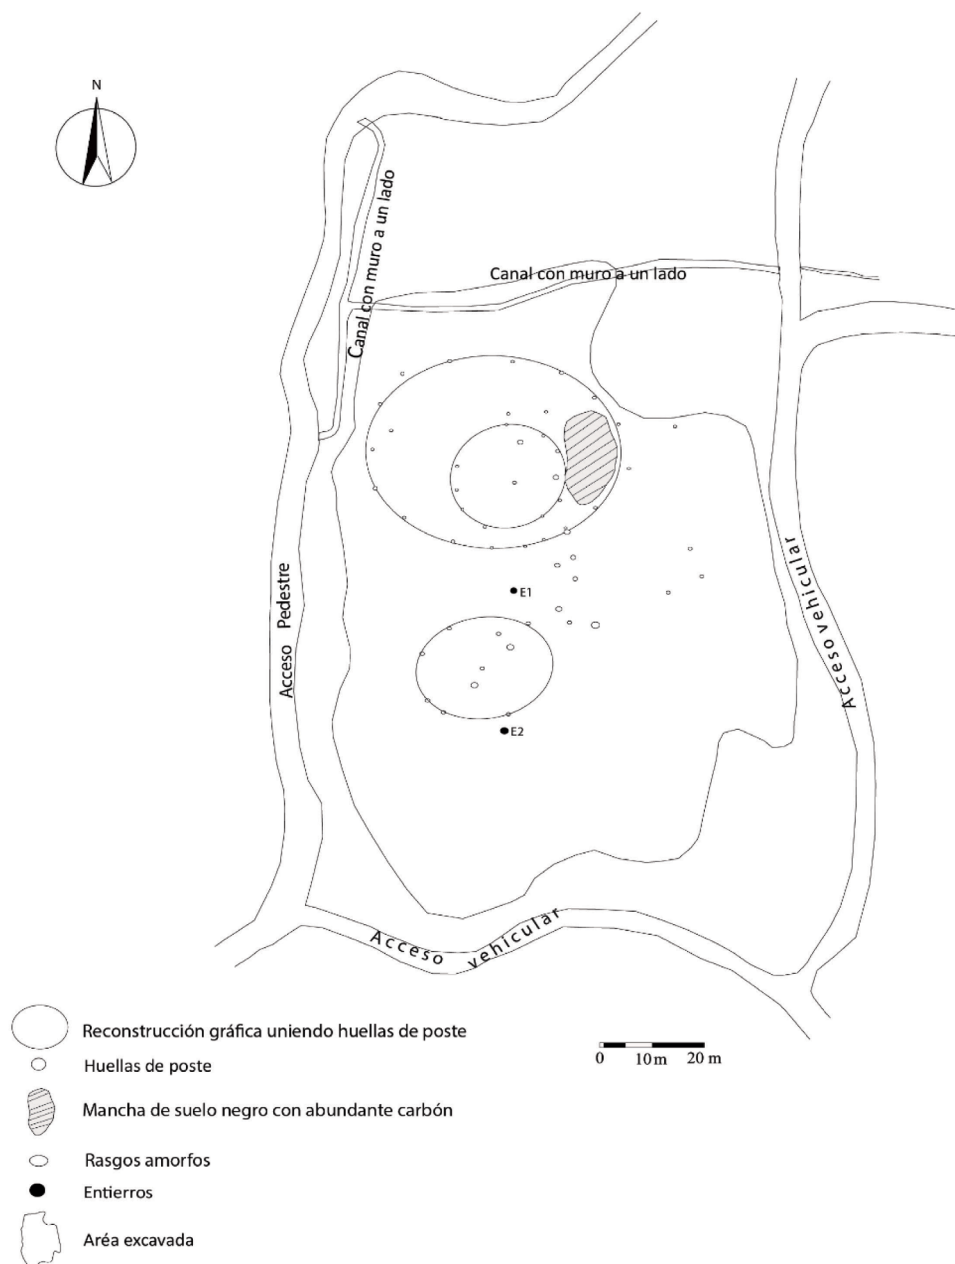 N
Canal con muro a un lado
Canal con muro a un lado
E1
Acceso Pedestre
Acceso vehicular
E2
Acceso vehicular
Reconstrucción gráfica uniendo huellas de poste
0 10 m 20 m
Huellas de poste
Mancha de suelo negro con abundante carbón
Rasgos amorfos
Entierros
Aréa excavada